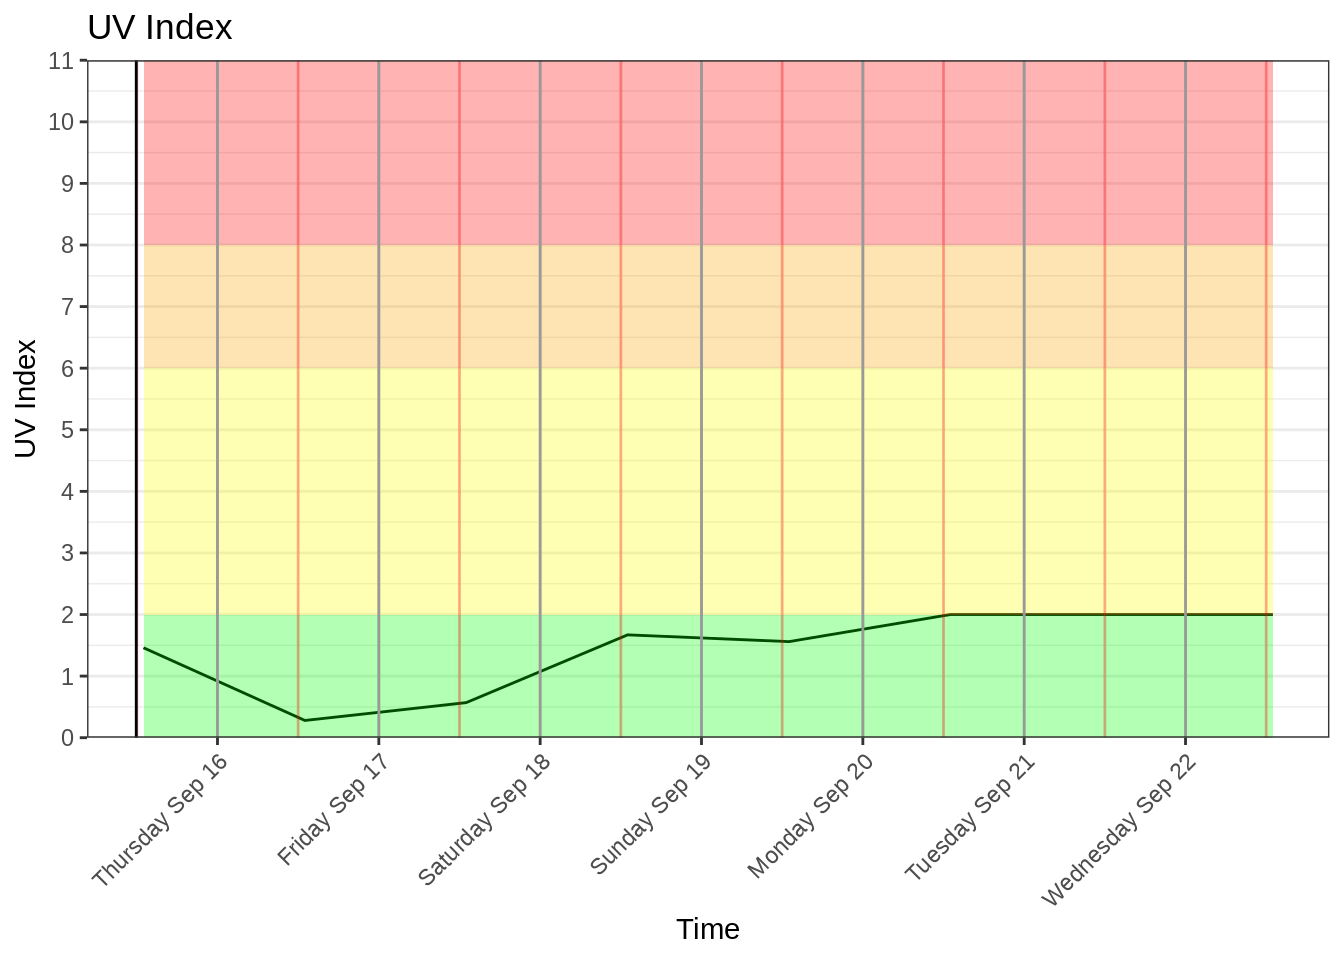 UV Index
11
10
9
8
7
6
5
4
3
2
1
0
UV Index
Thursday Sep 16
Friday Sep 17
Saturday Sep 18
Sunday Sep 19
Monday Sep 20
Tuesday Sep 21
Wednesday Sep 22
Time